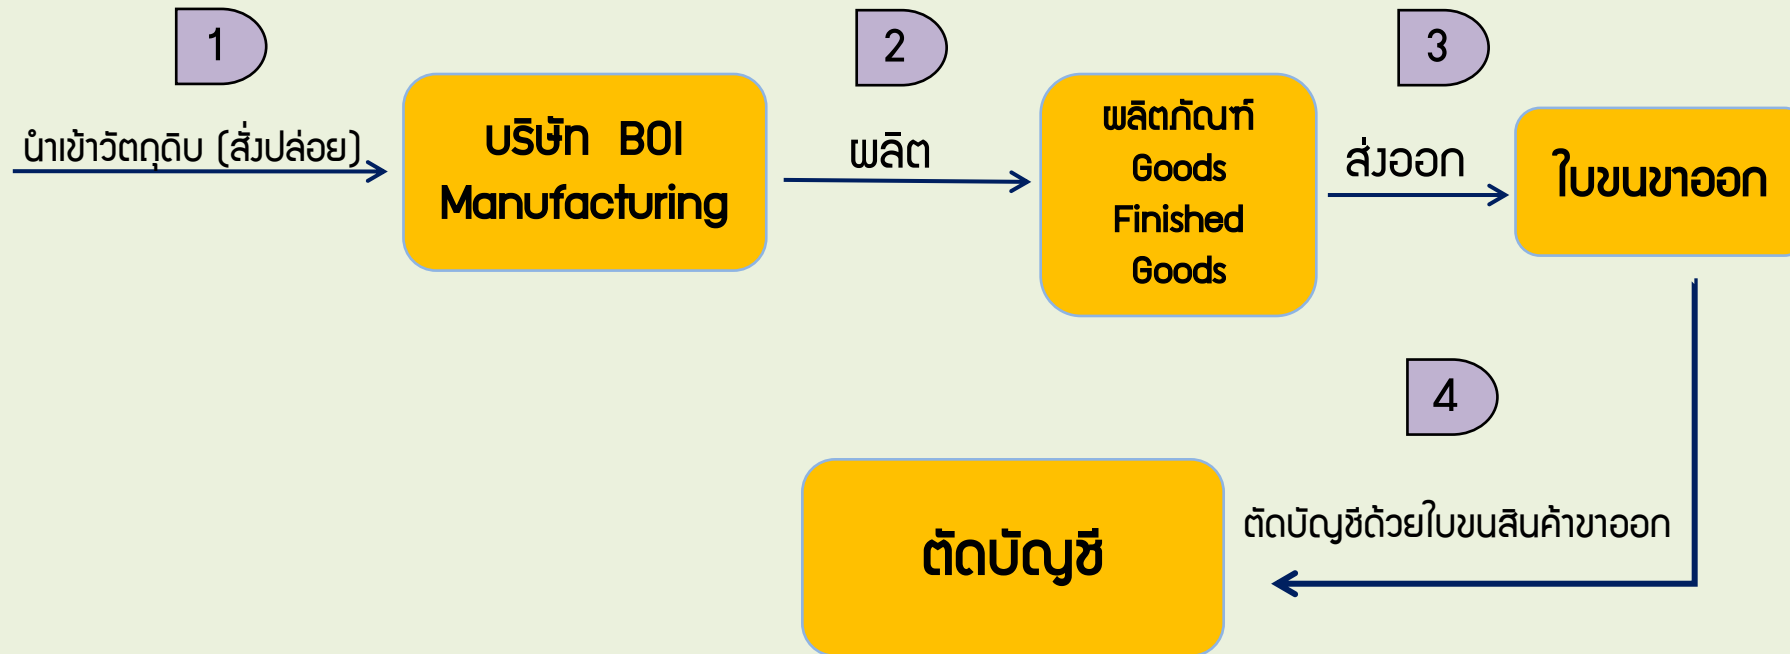 1
นำเข้าวัตถุดิบ (สั่งปล่อย)
บริษัท BOI
Manufacturing
2
ผลิต
ผลิตภัณฑ์
Goods
Finished
Goods
3
ส่งออก
ใบขนขาออก
4
ตัดบัญชีด้วยใบขนสินค้าขาออก
ตัดบัญชี